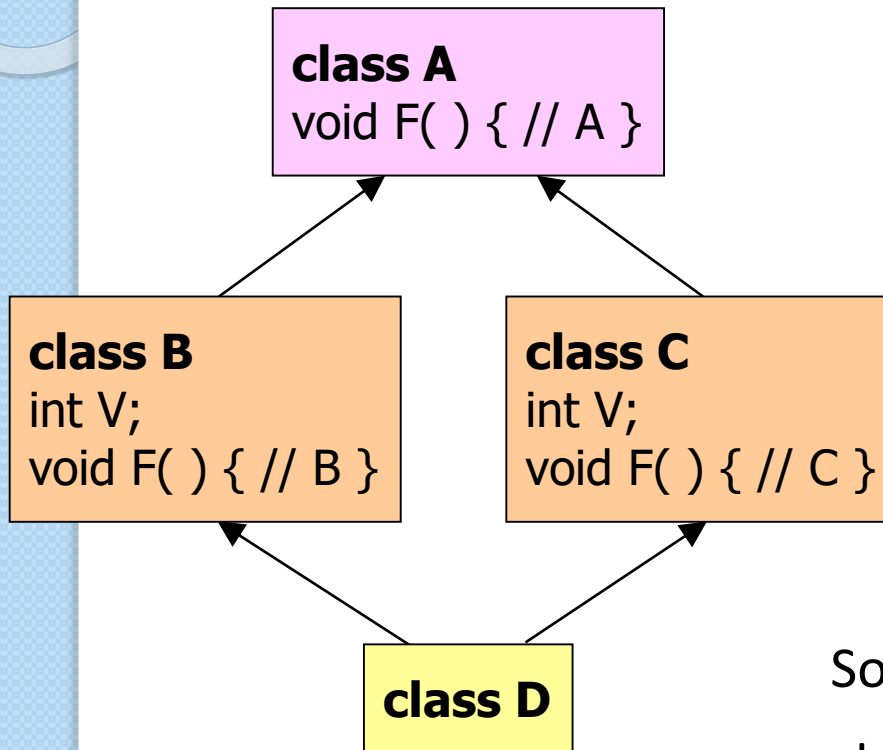 class A
void F( ) { // A }
class B
int V;
void F( ) { // B }
class C
int V;
void F( ) { // C }
class D
So